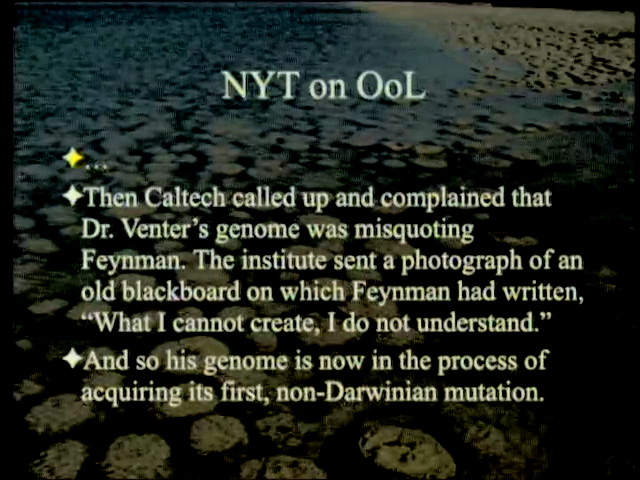 NYT on OoL
...
Then Caltech called up and complained that
Dr. Venter’s genome was misquoting
Feynman. The institute sent a photograph of an
old blackboard on which Feynman had written,
“What I cannot create, I do not understand.”
And so his genome is now in the process of
acquiring its first, non-Darwinian mutation.